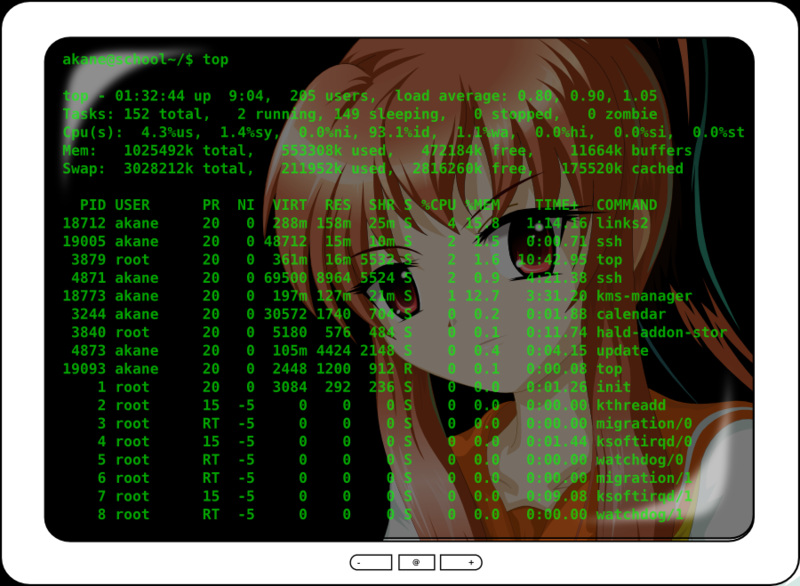 akane@school~/$ top
top - 01:32:44 up 9:04, 205 users, load average: 0.80, 0.90, 1.05
Tasks: 152 total, 2 running, 149 sleeping, 0 stopped, 0 zombie
Cpu(s): 4.3%us, 1.4%sy, 0.0%ni, 93.1%id, 1.1%wa, 0.0%hi, 0.0%si, 0.0%st
Mem: 1025492k total, 553308k used, 472184k free, 11664k buffers
Swap: 3028212k total, 211952k used, 2816260k free, 175520k cached
PID USER PR NI VIRT RES SHR S %CPU %MEM TIME+ COMMAND
18712 akane 20 0 288m 158m 25m S 4 15.8 1:14.16 links2
19005 akane 20 0 48712 15m 10m S 2 1.5 0:00.71 ssh
3879 root 20 0 361m 16m 5532 S 2 1.6 10:42.95 top
4871 akane 20 0 69500 8964 5524 S 2 0.9 4:21.38 ssh
18773 akane 20 0 197m 127m 21m S 1 12.7 3:31.20 kms-manager
3244 akane 20 0 30572 1740 704 S 0 0.2 0:01.88 calendar
3840 root 20 0 5180 576 484 S 0 0.1 0:11.74 hald-addon-stor
4873 akane 20 0 105m 4424 2148 S 0 0.4 0:04.15 update
19093 akane 20 0 2448 1200 912 R 0 0.1 0:00.08 top
1 root 20 0 3084 292 236 S 0 0.0 0:01.26 init
2 root 15 -5 0 0 0 S 0 0.0 0:00.00 kthreadd
3 root RT -5 0 0 0 S 0 0.0 0:00.00 migration/0
4 root 15 -5 0 0 0 S 0 0.0 0:01.44 ksoftirqd/0
5 root RT -5 0 0 0 S 0 0.0 0:00.00 watchdog/0
6 root RT -5 0 0 0 S 0 0.0 0:00.00 migration/1
7 root 15 -5 0 0 0 S 0 0.0 0:09.08 ksoftirqd/1
8 root RT -5 0 0 0 S 0 0.0 0:00.00 watchdog/1
- @ +